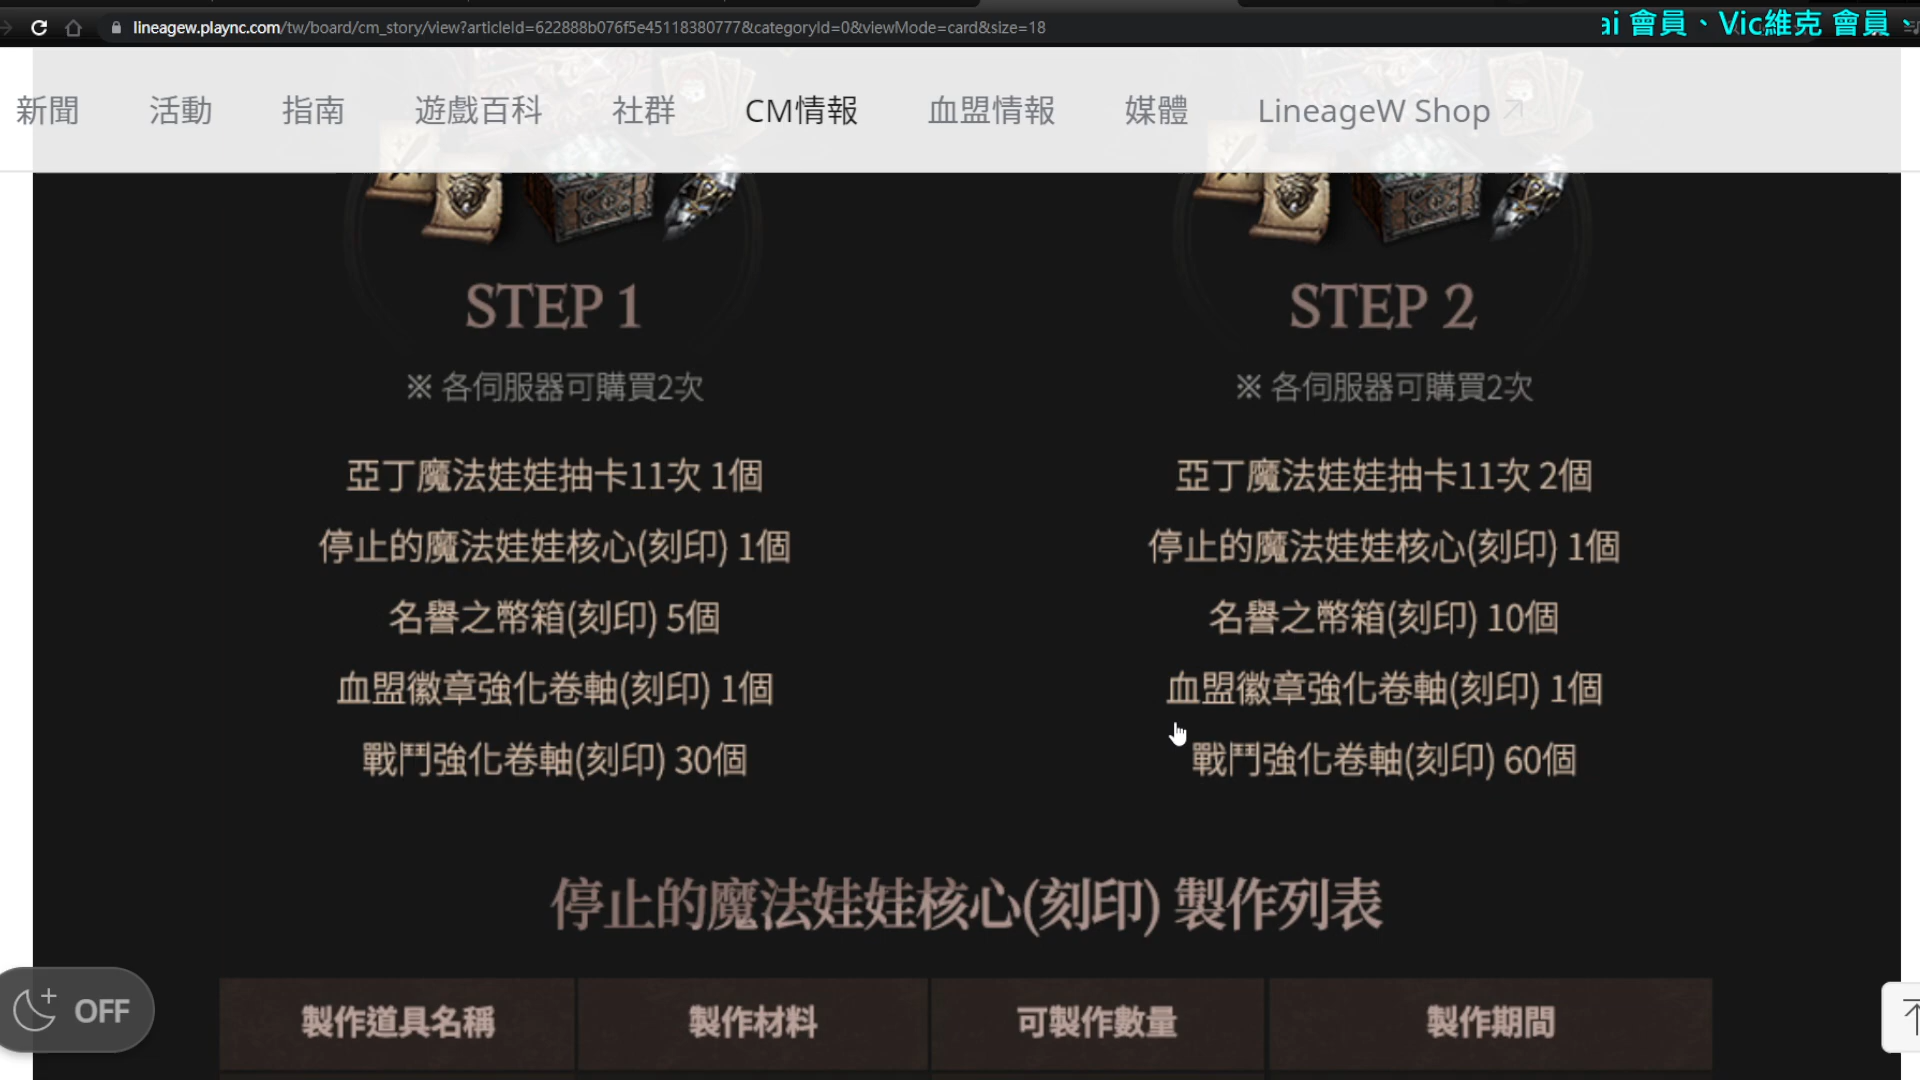 lineagew.plaync.com/tw/board/cm_story/view?articleId=622888b076f5e45118380777&categoryId=0&viewMode=card&size=18
ai 會員、Vic維克 會員、
新聞 活動 指南 遊戲百科 社群 CM情報 血盟情報 媒體 LineageW Shop
STEP 1
※ 各伺服器可購買2次
亞丁魔法娃娃抽卡11次 1個
停止的魔法娃娃核心(刻印) 1個
名譽之幣箱(刻印) 5個
血盟徽章強化卷軸(刻印) 1個
戰鬥強化卷軸(刻印) 30個
STEP 2
※ 各伺服器可購買2次
亞丁魔法娃娃抽卡11次 2個
停止的魔法娃娃核心(刻印) 1個
名譽之幣箱(刻印) 10個
血盟徽章強化卷軸(刻印) 1個
戰鬥強化卷軸(刻印) 60個
停止的魔法娃娃核心(刻印) 製作列表
製作道具名稱 製作材料 可製作數量 製作期間
OFF